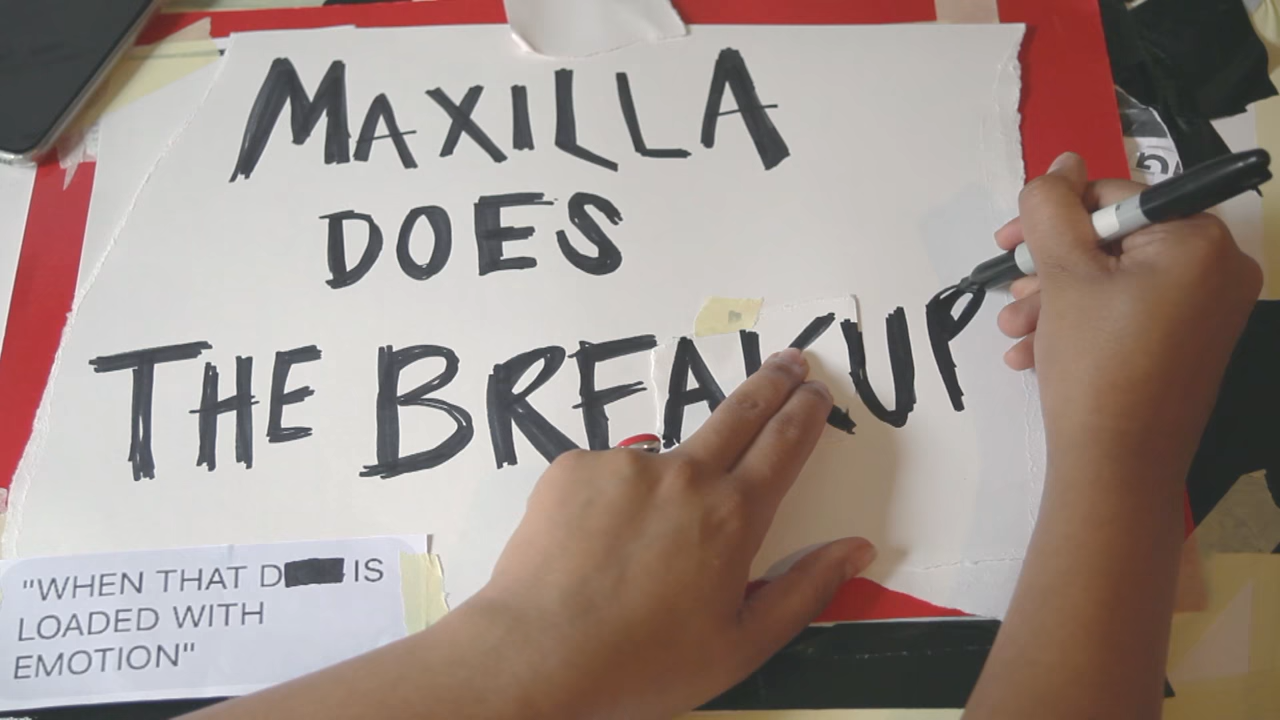 MAXILLA
DOES
THE BREAKUP
"WHEN THAT D IS
LOADED WITH
EMOTION"